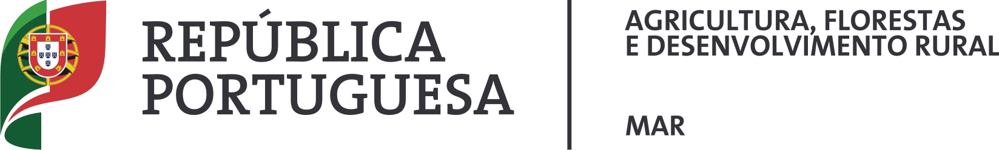 REPÚBLICA
PORTUGUESA
AGRICULTURA, FLORESTAS
E DESENVOLVIMENTO RURAL
MAR